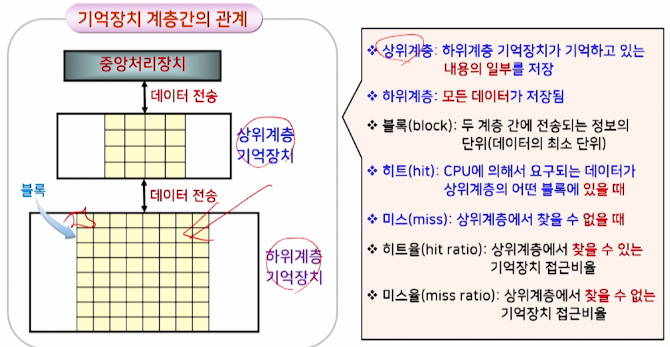 기억장치 계층간의 관계
중앙처리장치
데이터 전송
상위계층
기억장치
데이터 전송
블록
하위계층
기억장치
❖ 상위계층: 하위계층 기억장치가 기억하고 있는
내용의 일부를 저장
❖ 하위계층: 모든 데이터가 저장됨
❖ 블록(block): 두 계층 간에 전송되는 정보의
단위(데이터의 최소 단위)
❖ 히트(hit): CPU에 의해서 요구되는 데이터가
상위계층의 어떤 블록에 있을 때
❖ 미스(miss): 상위계층에서 찾을 수 없을 때
❖ 히트율(hit ratio): 상위계층에서 찾을 수 있는
기억장치 접근비율
❖ 미스율(miss ratio): 상위계층에서 찾을 수 없는
기억장치 접근비율